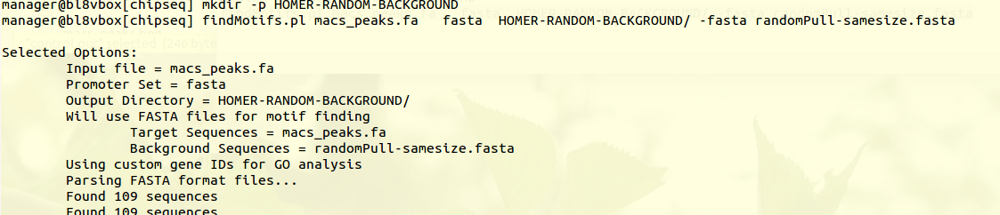 manager@bl8vbox[chipseq] mkdir -p HOMER-RANDOM-BACKGROUND
manager@bl8vbox[chipseq] findMotifs.pl macs_peaks.fa   fasta  HOMER-RANDOM-BACKGROUND/ -fasta randomPull-samesize.fasta
Selected Options:
Input file = macs_peaks.fa
Promoter Set = fasta
Output Directory = HOMER-RANDOM-BACKGROUND/
Will use FASTA files for motif finding
Target Sequences = macs_peaks.fa
Background Sequences = randomPull-samesize.fasta
Using custom gene IDs for GO analysis
Parsing FASTA format files...
Found 109 sequences
Found 109 sequences